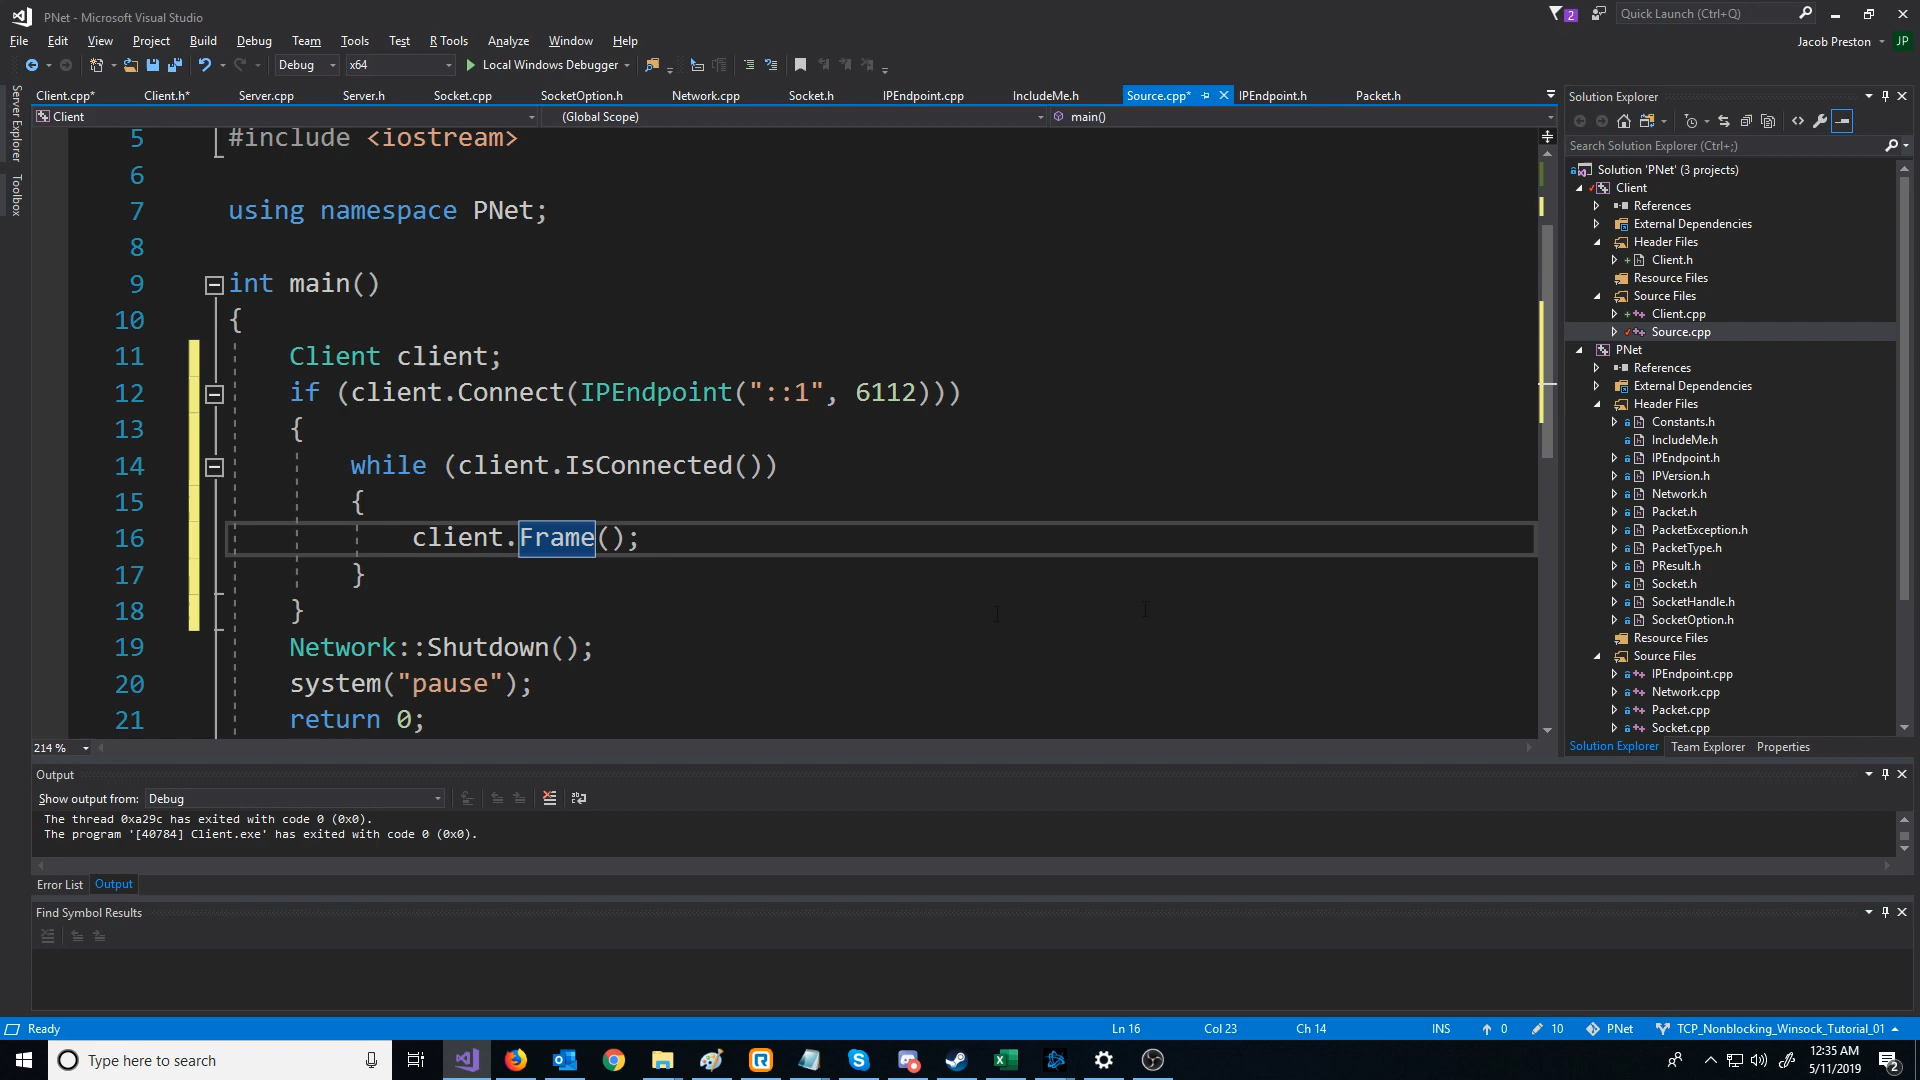 PNet - Microsoft Visual Studio
2
Quick Launch (Ctrl+Q)
File Edit View Project Build Debug Team Tools Test R Tools Analyze Window Help
Jacob Preston JP
Debug x64 Local Windows Debugger
Client.cpp* Client.h* Server.cpp Server.h Socket.cpp SocketOption.h Network.cpp Socket.h IPEndpoint.cpp IncludeMe.h Source.cpp* IPEndpoint.h Packet.h
Client (Global Scope) main()
Server Explorer
Toolbox
5 #include <iostream>
6
7 using namespace PNet;
8
9 int main()
10 {
11 Client client;
12 if (client.Connect(IPEndpoint("::1", 6112)))
13 {
14 while (client.IsConnected())
15 {
16 client.Frame();
17 }
18 }
19 Network::Shutdown();
20 system("pause");
21 return 0;
214 %
Solution Explorer
Search Solution Explorer (Ctrl+;)
Solution 'PNet' (3 projects)
Client
References
External Dependencies
Header Files
Client.h
Resource Files
Source Files
Client.cpp
Source.cpp
PNet
References
External Dependencies
Header Files
Constants.h
IncludeMe.h
IPEndpoint.h
IPVersion.h
Network.h
Packet.h
PacketException.h
PacketType.h
PResult.h
Socket.h
SocketHandle.h
SocketOption.h
Resource Files
Source Files
IPEndpoint.cpp
Network.cpp
Packet.cpp
Socket.cpp
Solution Explorer Team Explorer Properties
Output
Show output from: Debug
The thread 0xa29c has exited with code 0 (0x0).
The program '[40784] Client.exe' has exited with code 0 (0x0).
Error List Output
Find Symbol Results
Ready Ln 16 Col 23 Ch 14 INS 0 10 PNet TCP_Nonblocking_Winsock_Tutorial_01
Type here to search
12:35 AM
5/11/2019
2